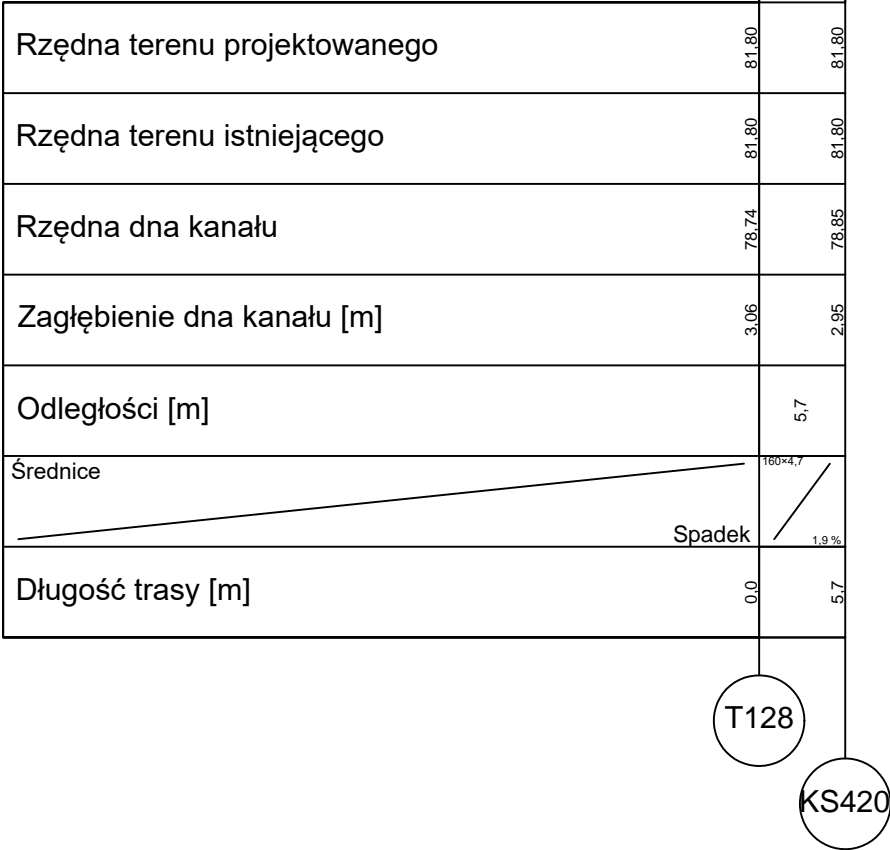 Rzędna terenu projektowanego 81,80 81,80
Rzędna terenu istniejącego 81,80 81,80
Rzędna dna kanału 78,74 78,85
Zagłębienie dna kanału [m] 3,06 2,95
Odległości [m] 5,7
Średnice 160×4,7
Spadek 1,9 %
Długość trasy [m] 0,0 5,7
T128
KS420